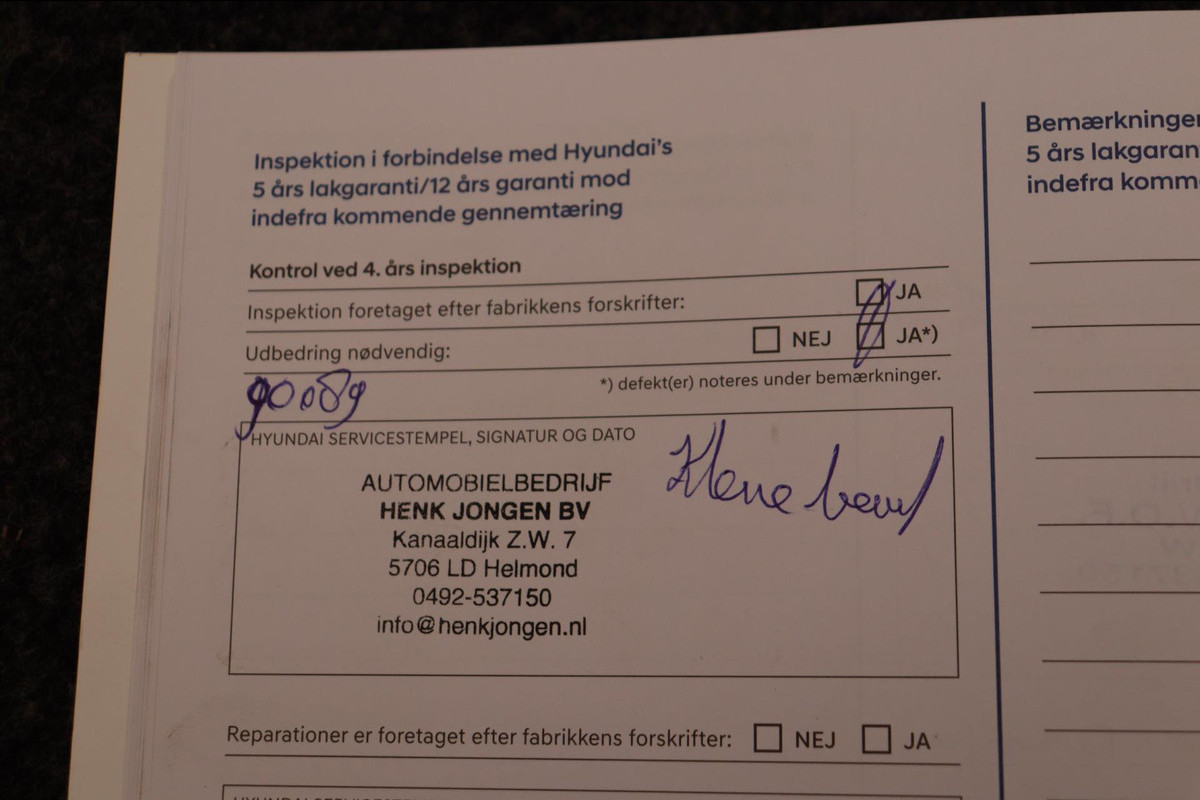 Inspektion i forbindelse med Hyundai's
5 års lakgaranti/12 års garanti mod
indefra kommende gennemtæring
Kontrol ved 4. års inspektion
Inspektion foretaget efter fabrikkens forskrifter: JA
Udbedring nødvendig: NEJ JA*)
*) defekt(er) noteres under bemærkninger.
90089
HYUNDAI SERVICESTEMPEL, SIGNATUR OG DATO
AUTOMOBIELBEDRIJF
HENK JONGEN BV
Kanaaldijk Z.W. 7
5706 LD Helmond
0492-537150
info@henkjongen.nl
Reparationer er foretaget efter fabrikkens forskrifter: NEJ JA
Bemærkninger
5 års lakgaran
indefra komm